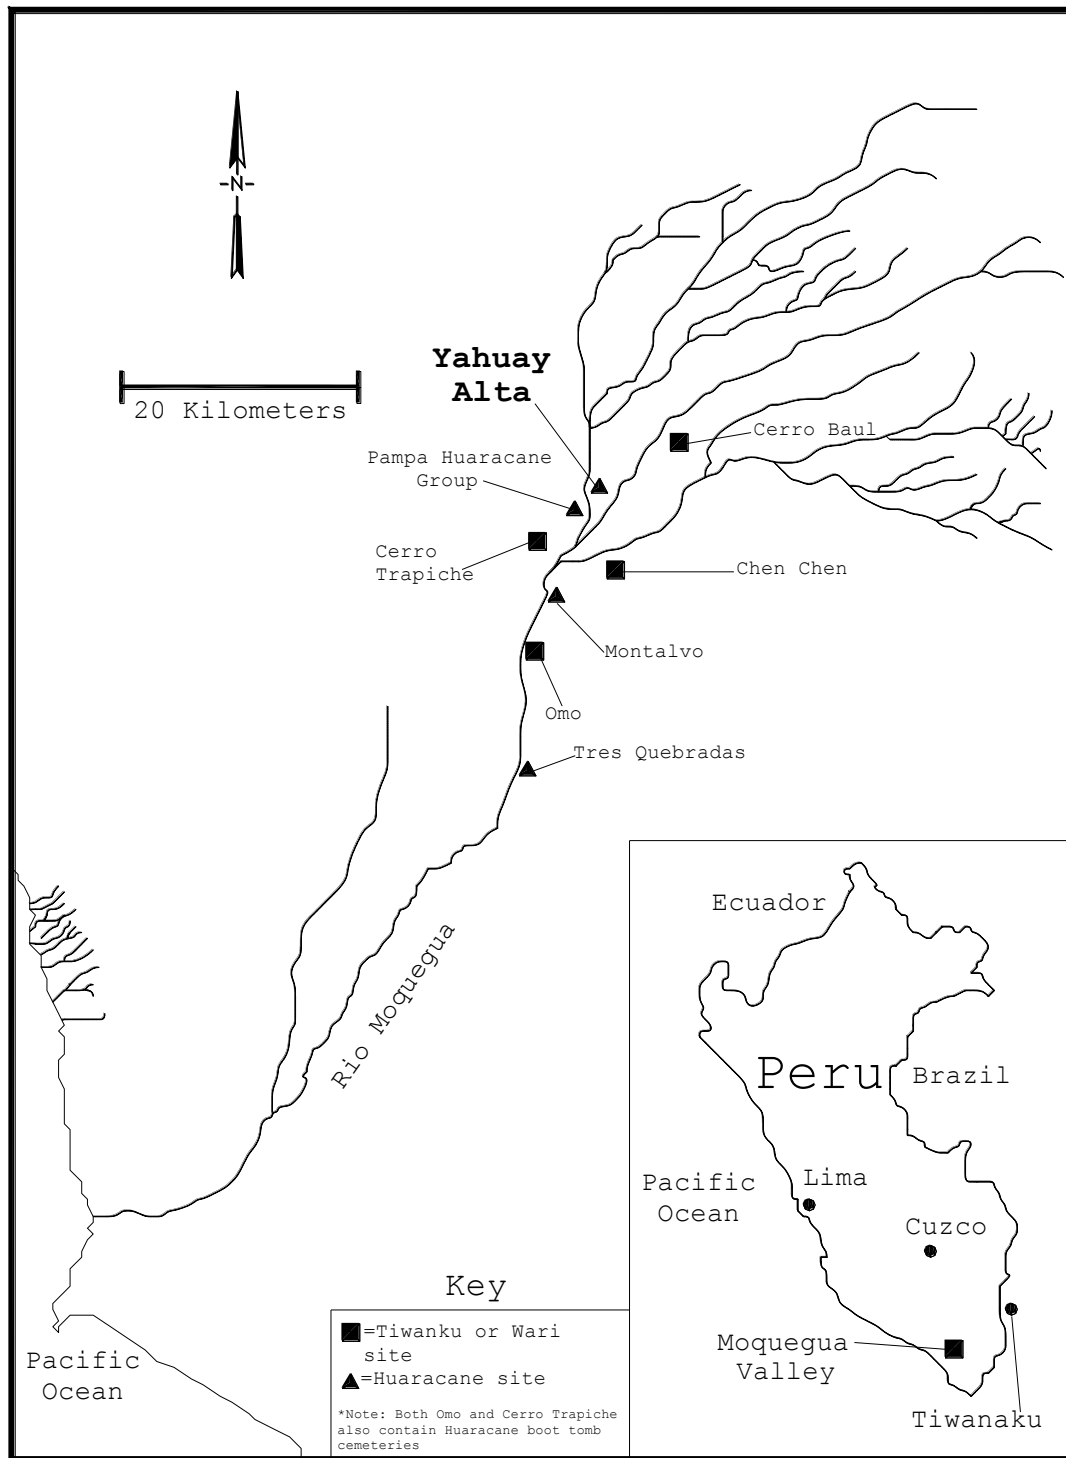 -N-
20 Kilometers
Yahuay
Alta
Cerro Baul
Pampa Huaracane
Group
Cerro
Trapiche
Chen Chen
Montalvo
Omo
Tres Quebradas
Rio Moquegua
Pacific
Ocean
Key
=Tiwanku or Wari
site
=Huaracane site
*Note: Both Omo and Cerro Trapiche
also contain Huaracane boot tomb
cemeteries
Ecuador
Peru
Brazil
Pacific
Ocean
Lima
Cuzco
Moquegua
Valley
Tiwanaku